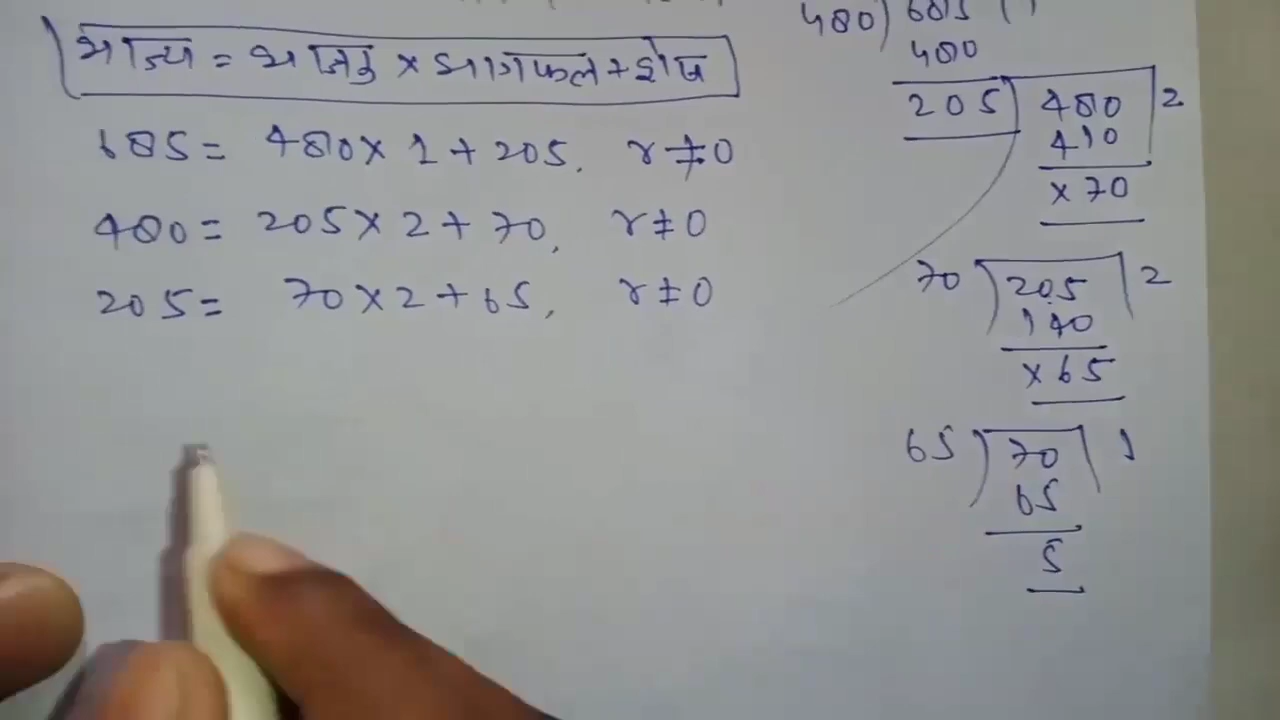 भाज्य = भाजक × भागफल + शेष
685 = 480 × 1 + 205, r ≠ 0
480 = 205 × 2 + 70, r ≠ 0
205 = 70 × 2 + 65, r ≠ 0
480) 685 (1
480
205) 480 | 2
410
× 70
70) 205 | 2
140
× 65
65) 70 | 1
65
5